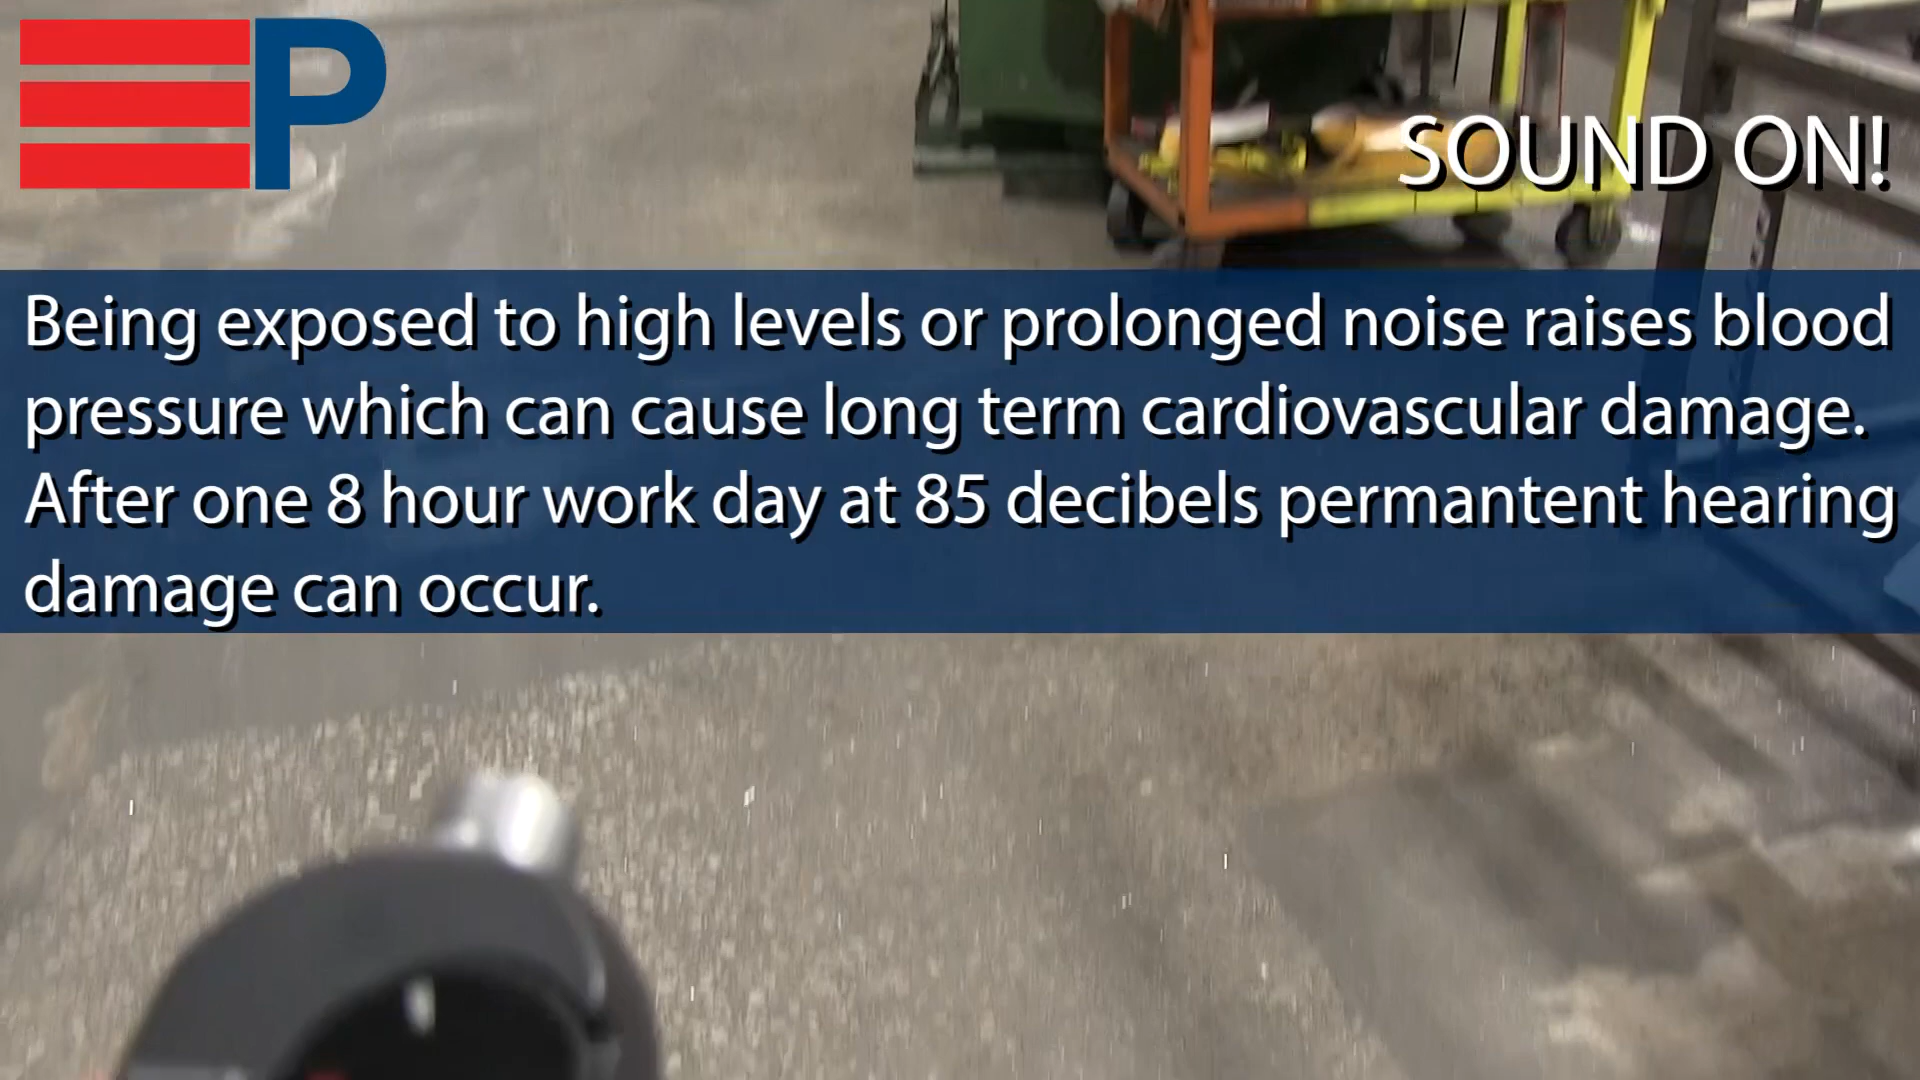 P
SOUND ON!
Being exposed to high levels or prolonged noise raises blood
pressure which can cause long term cardiovascular damage.
After one 8 hour work day at 85 decibels permantent hearing
damage can occur.